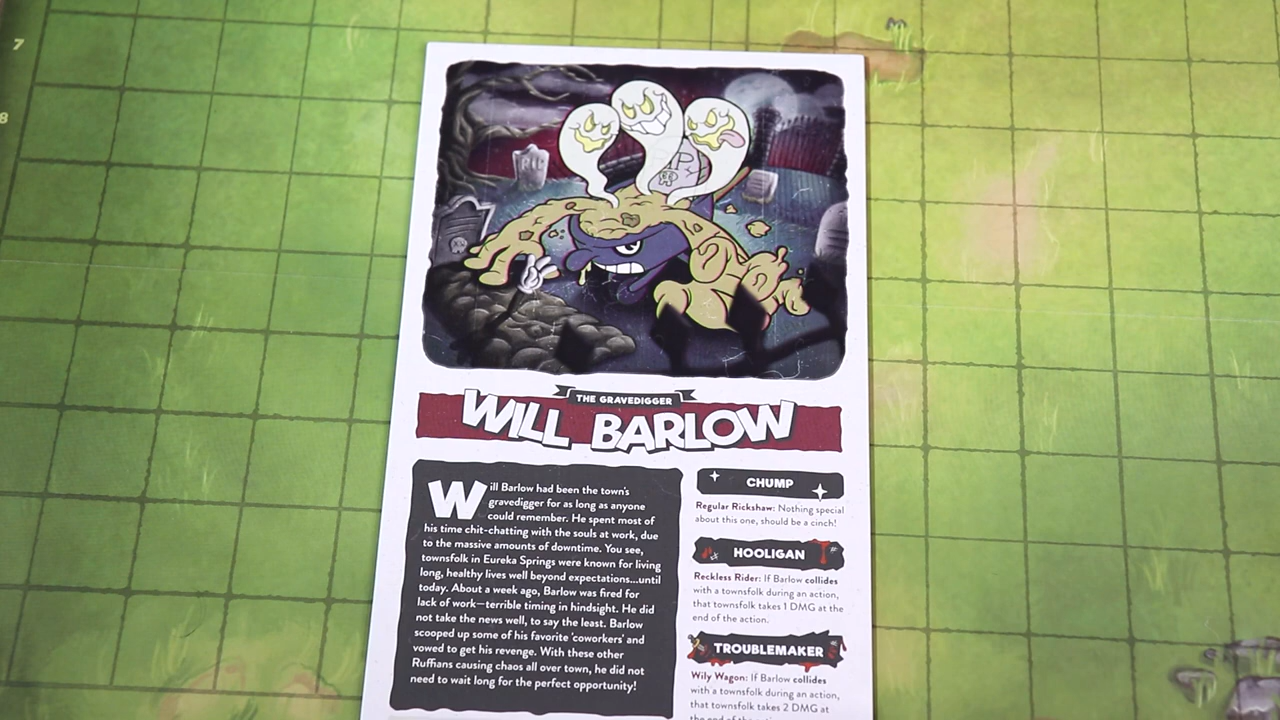 7
8
THE GRAVEDIGGER
WILL BARLOW
Will Barlow had been the town's
gravedigger for as long as anyone
could remember. He spent most of
his time chit-chatting with the souls at work, due
to the massive amounts of downtime. You see,
townsfolk in Eureka Springs were known for living
long, healthy lives well beyond expectations...until
today. About a week ago, Barlow was fired for
lack of work—terrible timing in hindsight. He did
not take the news well, to say the least. Barlow
scooped up some of his favorite 'coworkers' and
vowed to get his revenge. With these other
Ruffians causing chaos all over town, he did not
need to wait long for the perfect opportunity!
CHUMP
Regular Rickshaw: Nothing special
about this one, should be a cinch!
HOOLIGAN
Reckless Rider: If Barlow collides
with a townsfolk during an action,
that townsfolk takes 1 DMG at the
end of the action.
TROUBLEMAKER
Wily Wagon: If Barlow collides
with a townsfolk during an action,
that townsfolk takes 2 DMG at
the end of the action.